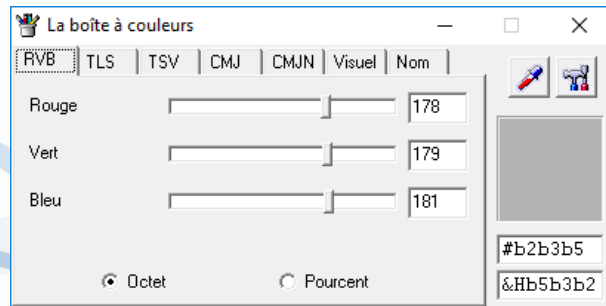 La boîte à couleurs
RVB TLS TSV CMJ CMJN Visuel Nom
Rouge 178
Vert 179
Bleu 181
#b2b3b5
Octet Pourcent &Hb5b3b2